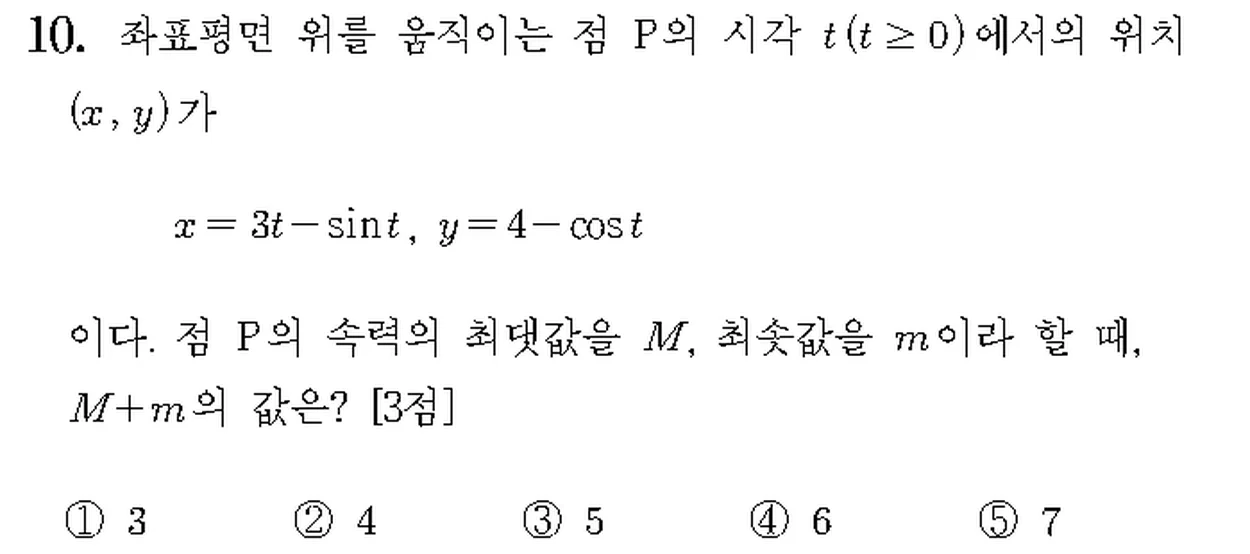 10. 좌표평면 위를 움직이는 점 P의 시각 t(t ≥ 0)에서의 위치
(x, y)가
x = 3t − sin t, y = 4 − cos t
이다. 점 P의 속력의 최댓값을 M, 최솟값을 m이라 할 때,
M+m의 값은? [3점]
① 3 ② 4 ③ 5 ④ 6 ⑤ 7